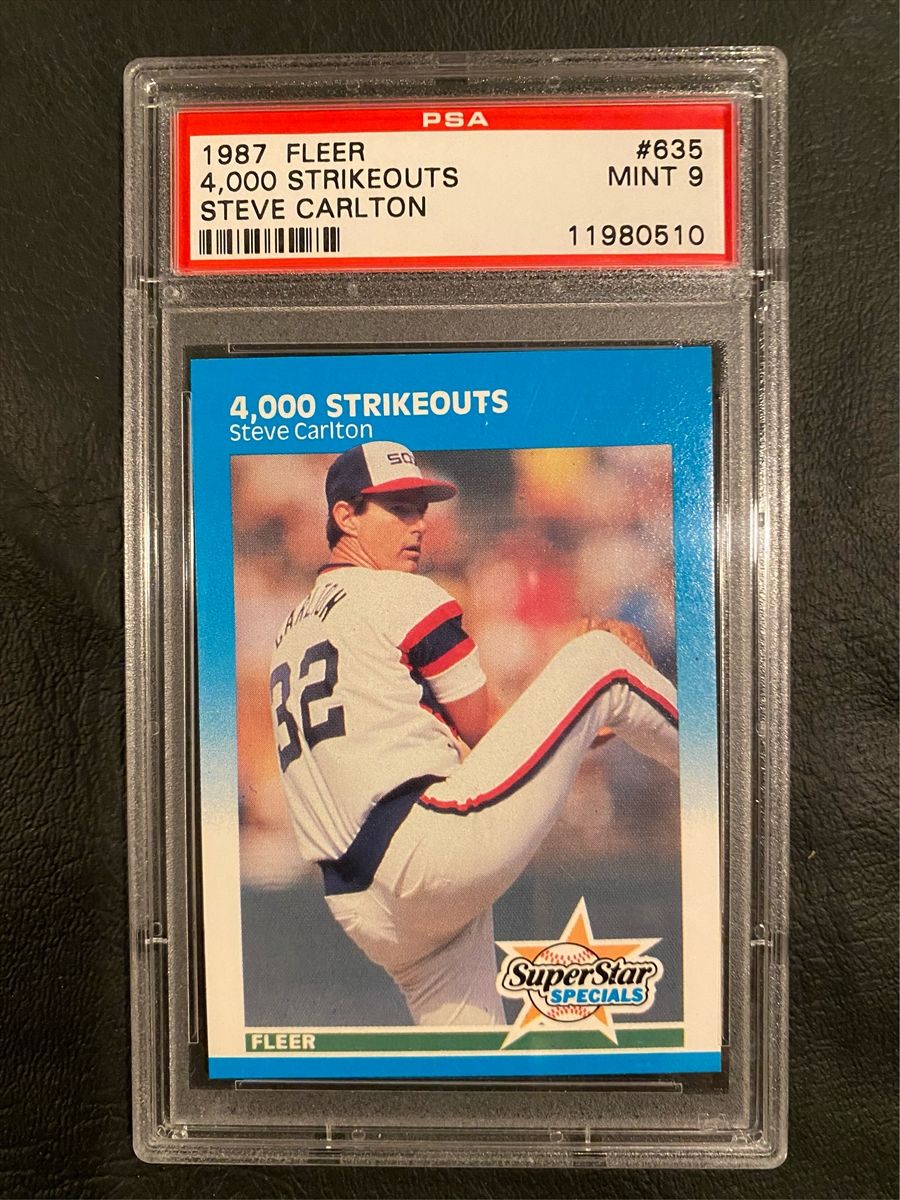 PSA
1987 FLEER #635
4,000 STRIKEOUTS MINT 9
STEVE CARLTON
11980510
4,000 STRIKEOUTS
Steve Carlton
SOX
CARLTON
32
SuperStar
SPECIALS
FLEER